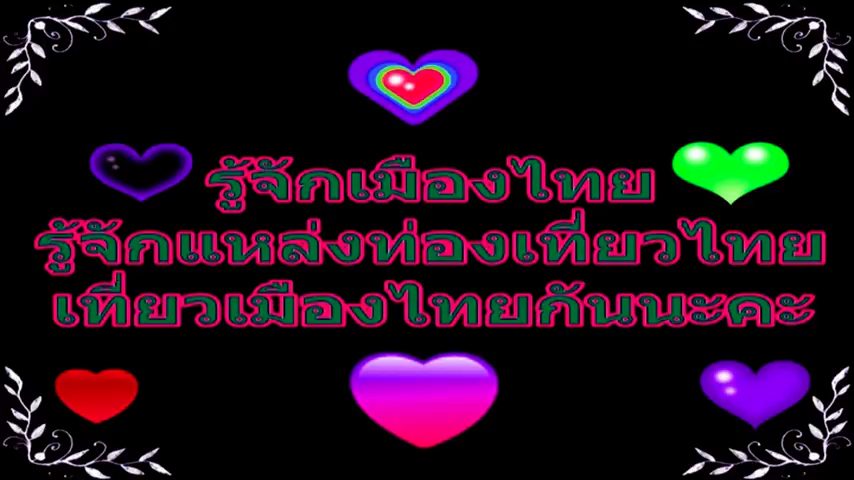 รู้จักเมืองไทย
รู้จักแหล่งท่องเที่ยวไทย
เที่ยวเมืองไทยกันนะคะ